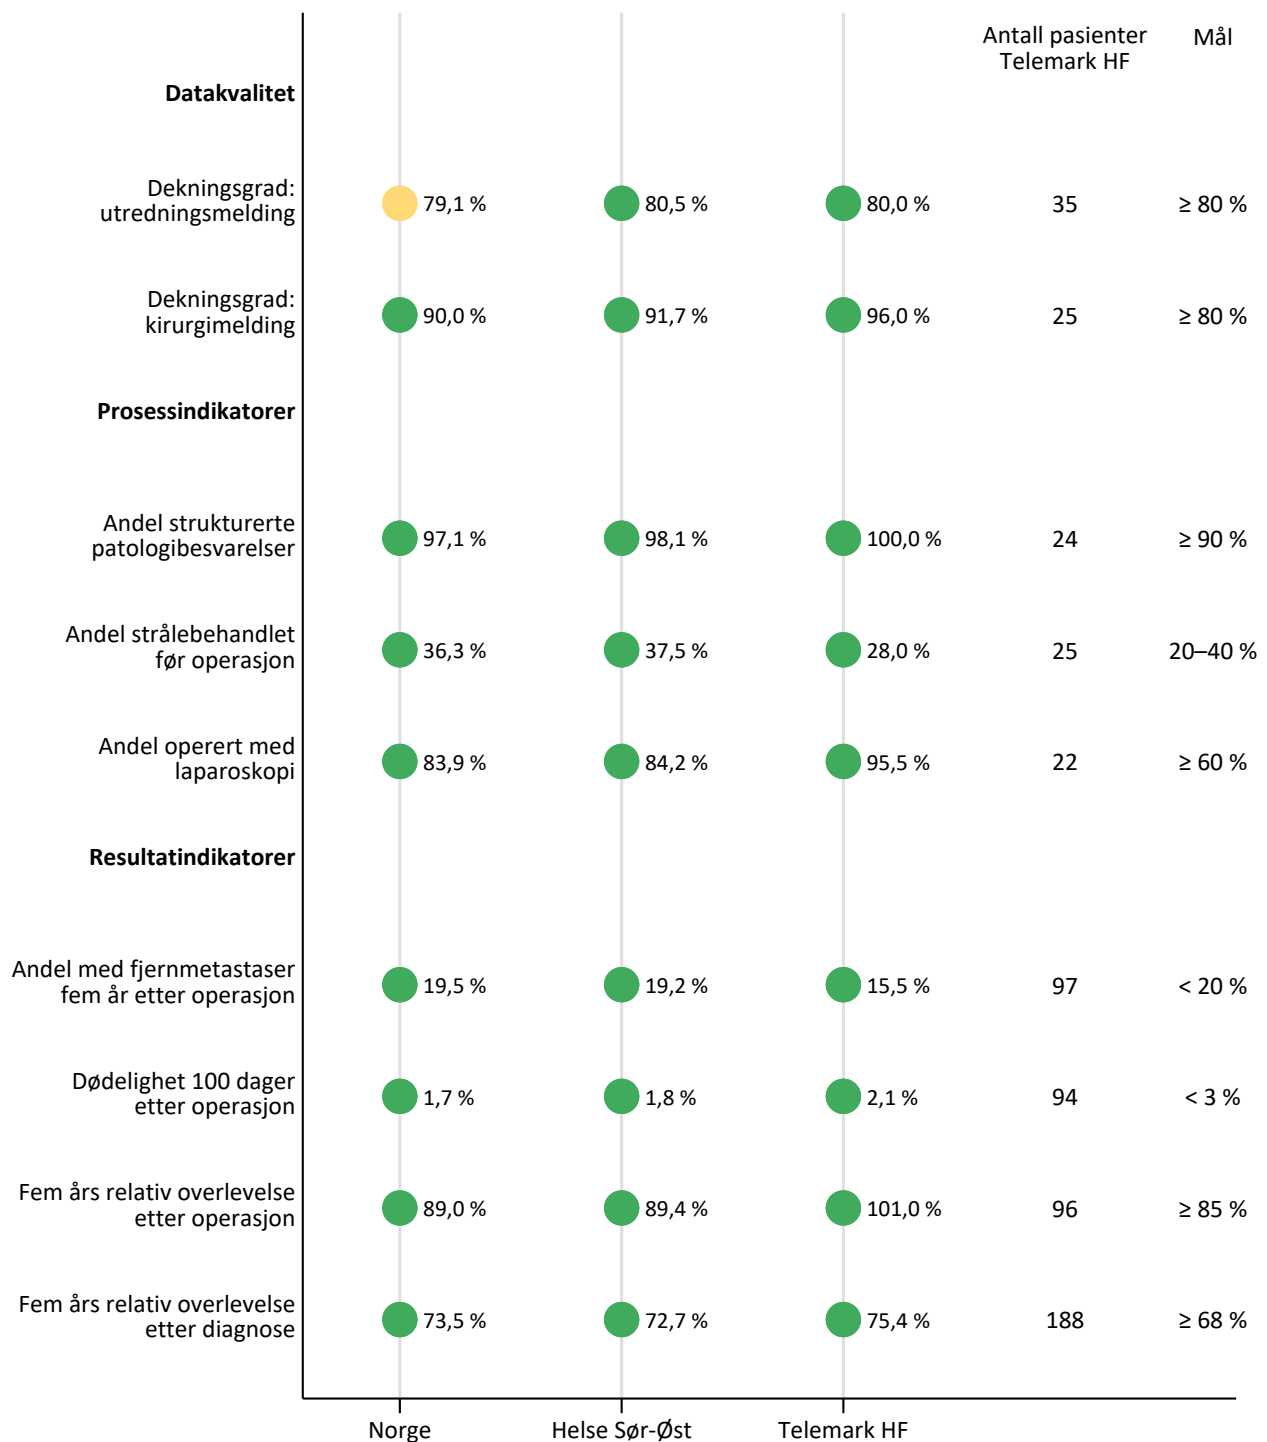 Antall pasienter
Telemark HF
Mål
Datakvalitet
Dekningsgrad:
utredningsmelding
79,1 %
80,5 %
80,0 %
35
≥ 80 %
Dekningsgrad:
kirurgimelding
90,0 %
91,7 %
96,0 %
25
≥ 80 %
Prosessindikatorer
Andel strukturerte
patologibesvarelser
97,1 %
98,1 %
100,0 %
24
≥ 90 %
Andel strålebehandlet
før operasjon
36,3 %
37,5 %
28,0 %
25
20–40 %
Andel operert med
laparoskopi
83,9 %
84,2 %
95,5 %
22
≥ 60 %
Resultatindikatorer
Andel med fjernmetastaser
fem år etter operasjon
19,5 %
19,2 %
15,5 %
97
< 20 %
Dødelighet 100 dager
etter operasjon
1,7 %
1,8 %
2,1 %
94
< 3 %
Fem års relativ overlevelse
etter operasjon
89,0 %
89,4 %
101,0 %
96
≥ 85 %
Fem års relativ overlevelse
etter diagnose
73,5 %
72,7 %
75,4 %
188
≥ 68 %
Norge
Helse Sør-Øst
Telemark HF